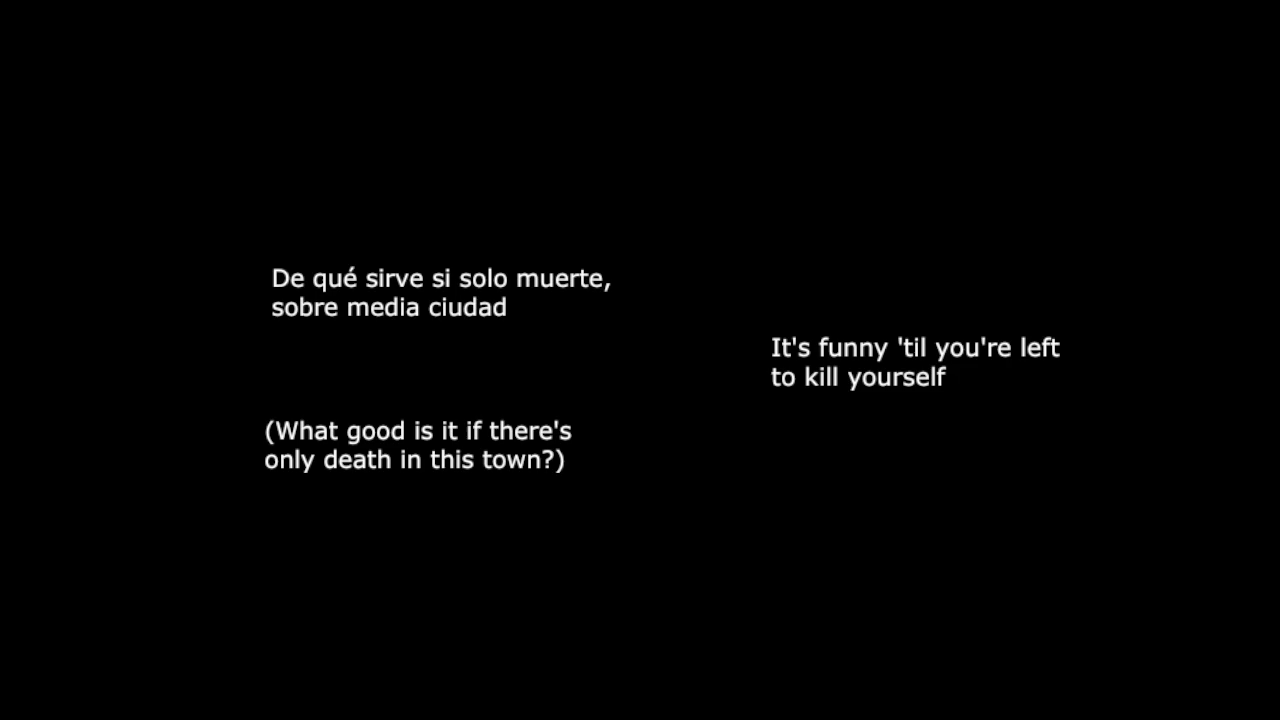 De qué sirve si solo muerte,
sobre media ciudad
(What good is it if there's
only death in this town?)
It's funny 'til you're left
to kill yourself